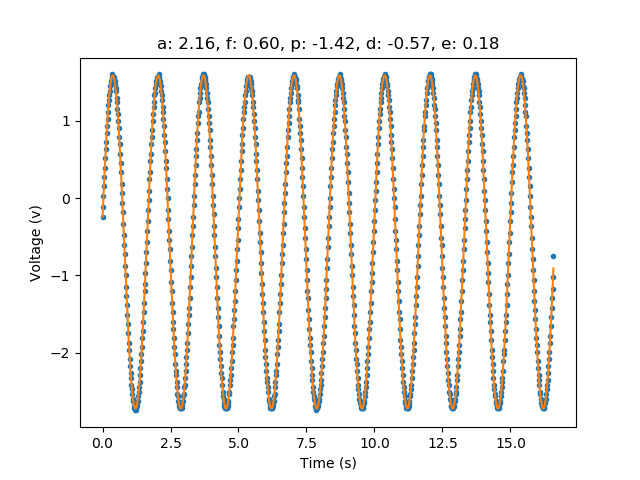 a: 2.16, f: 0.60, p: -1.42, d: -0.57, e: 0.18
1
0
−1
−2
Voltage (v)
0.0 2.5 5.0 7.5 10.0 12.5 15.0
Time (s)